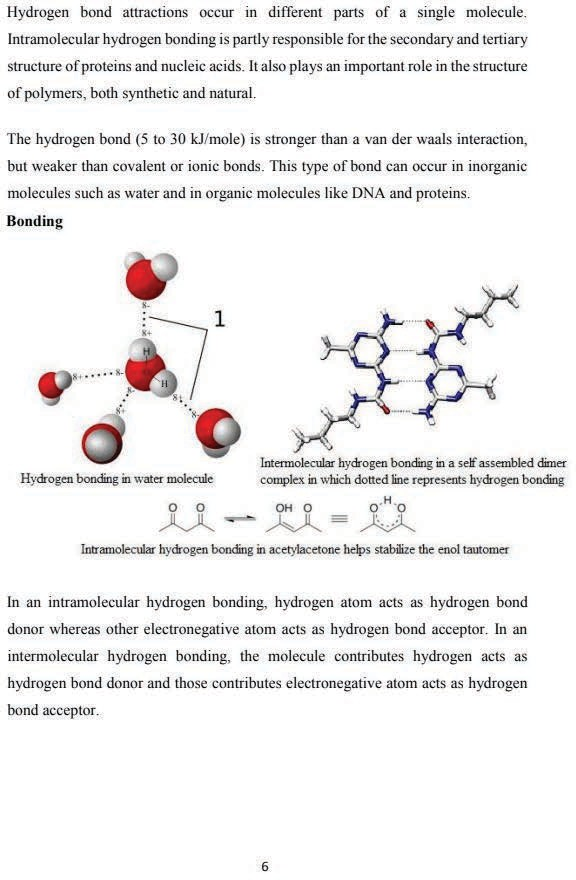 Hydrogen bond attractions occur in different parts of a single molecule.
Intramolecular hydrogen bonding is partly responsible for the secondary and tertiary
structure of proteins and nucleic acids. It also plays an important role in the structure
of polymers, both synthetic and natural.
The hydrogen bond (5 to 30 kJ/mole) is stronger than a van der waals interaction,
but weaker than covalent or ionic bonds. This type of bond can occur in inorganic
molecules such as water and in organic molecules like DNA and proteins.
Bonding
1
δ-
δ+
H
δ+ δ-
H
δ- δ+
δ+ δ-
Hydrogen bonding in water molecule
Intermolecular hydrogen bonding in a self assembled dimer
complex in which dotted line represents hydrogen bonding
O O
OH O
H
O O
Intramolecular hydrogen bonding in acetylacetone helps stabilize the enol tautomer
In an intramolecular hydrogen bonding, hydrogen atom acts as hydrogen bond
donor whereas other electronegative atom acts as hydrogen bond acceptor. In an
intermolecular hydrogen bonding, the molecule contributes hydrogen acts as
hydrogen bond donor and those contributes electronegative atom acts as hydrogen
bond acceptor.
6